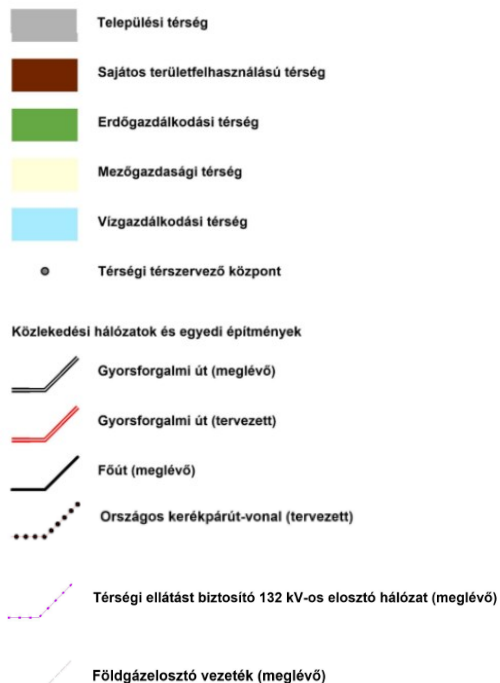 Települési térség
Sajátos területfelhasználású térség
Erdőgazdálkodási térség
Mezőgazdasági térség
Vízgazdálkodási térség
Térségi térszervező központ
Közlekedési hálózatok és egyedi építmények
Gyorsforgalmi út (meglévő)
Gyorsforgalmi út (tervezett)
Főút (meglévő)
Országos kerékpárút-vonal (tervezett)
Térségi ellátást biztosító 132 kV-os elosztó hálózat (meglévő)
Földgázelosztó vezeték (meglévő)